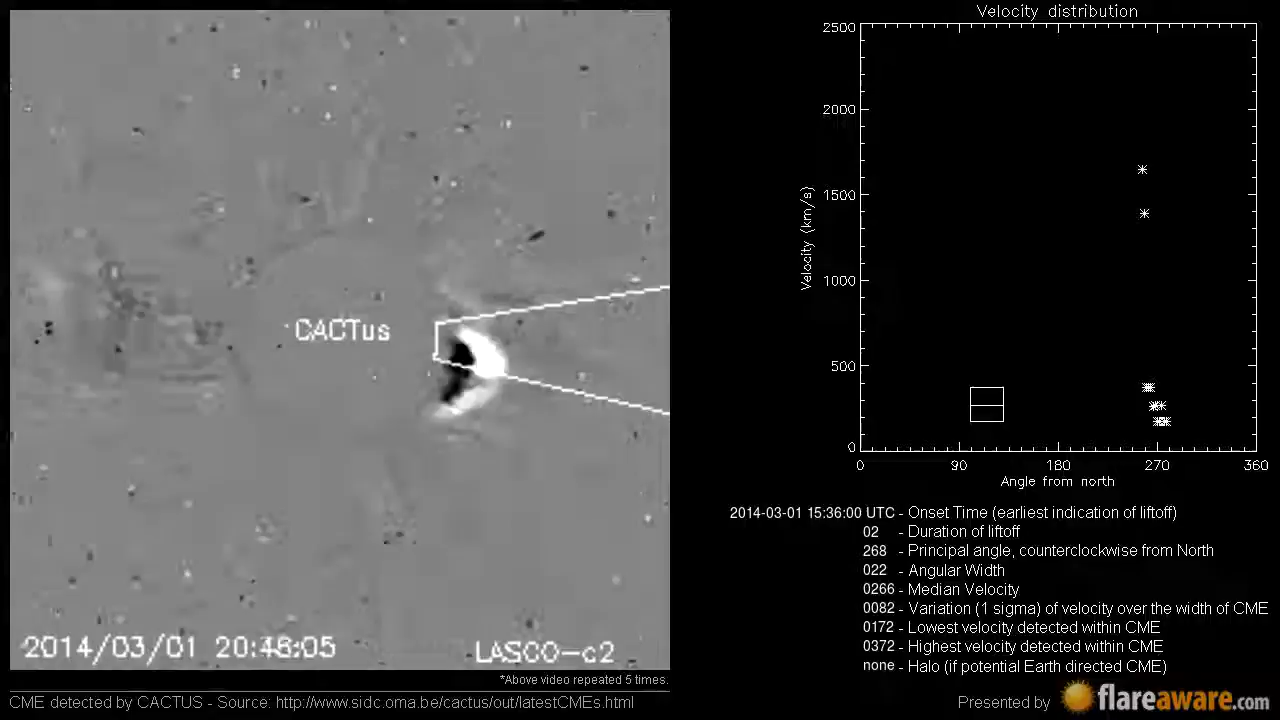 CACTus
2014/03/01 20:48:05
LASCO-c2
*Above video repeated 5 times.
CME detected by CACTUS - Source: http://www.sidc.oma.be/cactus/out/latestCMEs.html
Velocity distribution
Velocity (km/s)
2500
2000
1500
1000
500
0
0 90 180 270 360
Angle from north
2014-03-01 15:36:00 UTC - Onset Time (earliest indication of liftoff)
02 - Duration of liftoff
268 - Principal angle, counterclockwise from North
022 - Angular Width
0266 - Median Velocity
0082 - Variation (1 sigma) of velocity over the width of CME
0172 - Lowest velocity detected within CME
0372 - Highest velocity detected within CME
none - Halo (if potential Earth directed CME)
Presented by flareaware.com